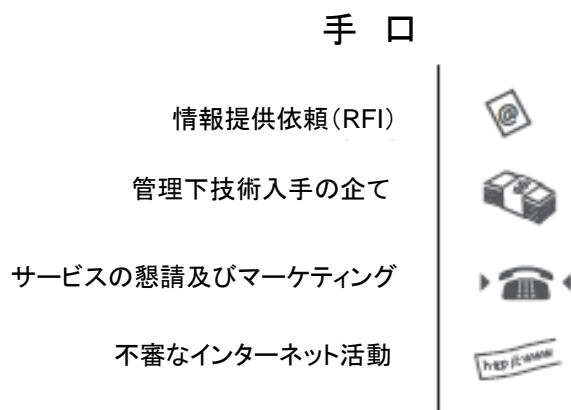 手 口
情報提供依頼（RFI）
@
管理下技術入手の企て
サービスの懇請及びマーケティング
不審なインターネット活動
http://:www